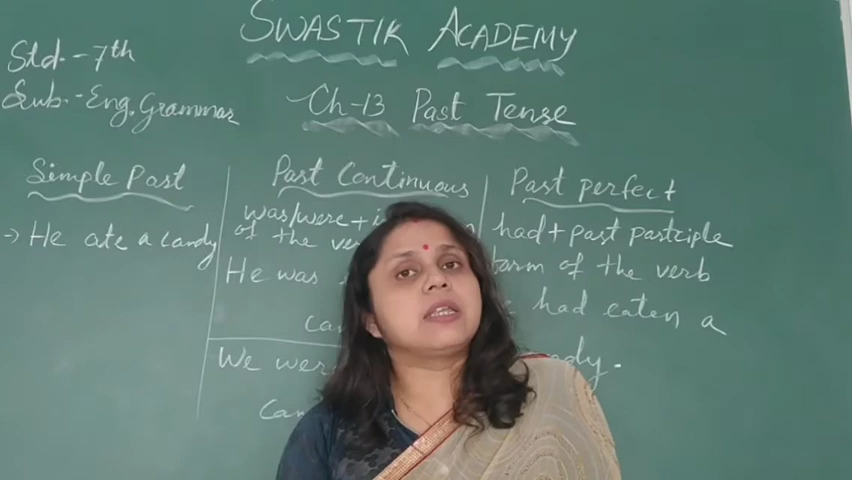 SWASTIK ACADEMY
Std.-7th
Sub.-Eng. Grammar
Ch-13 Past Tense
Simple Past
→ He ate a candy
Past Continuous
was/were +
of the
He was
We were
Past perfect
had + past participle
form of the verb
had eaten a